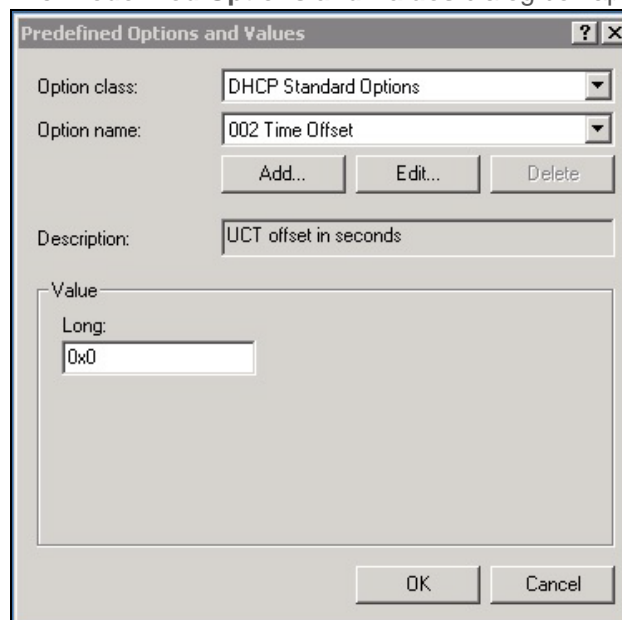 Predefined Options and Values
Option class: DHCP Standard Options
Option name: 002 Time Offset
Add... Edit... Delete
Description: UCT offset in seconds
Value
Long:
0x0
OK Cancel